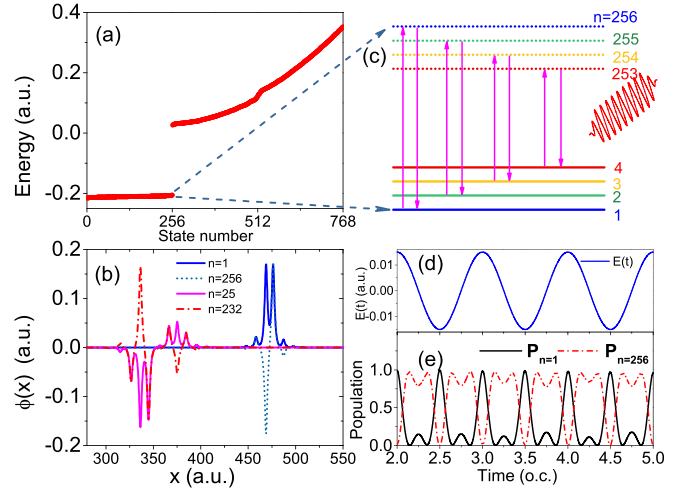 (a)
Energy (a.u.)
0.4
0.2
0.0
-0.2
0 256 512 768
State number
(b)
n=1
n=256
n=25
n=232
ϕ(x) (a.u.)
0.2
0.1
0.0
-0.1
-0.2
300 350 400 450 500 550
x (a.u.)
(c)
n=256
255
254
253
4
3
2
1
(d)
E(t)
E(t) (a.u.)
0.01
0.00
-0.01
(e)
Pn=1
Pn=256
Population
1.0
0.5
0.0
2.0 2.5 3.0 3.5 4.0 4.5 5.0
Time (o.c.)